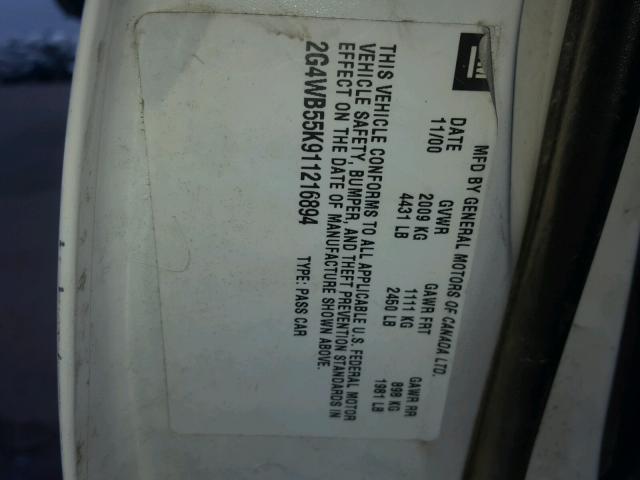 MFD BY GENERAL MOTORS OF CANADA LTD.
DATE GVWR GAWR FRT GAWR RR
11/00 2009 KG 1111 KG 898 KG
4431 LB 2450 LB 1981 LB
THIS VEHICLE CONFORMS TO ALL APPLICABLE U.S. FEDERAL MOTOR
VEHICLE SAFETY, BUMPER, AND THEFT PREVENTION STANDARDS IN
EFFECT ON THE DATE OF MANUFACTURE SHOWN ABOVE.
2G4WB55K911216894 TYPE: PASS CAR